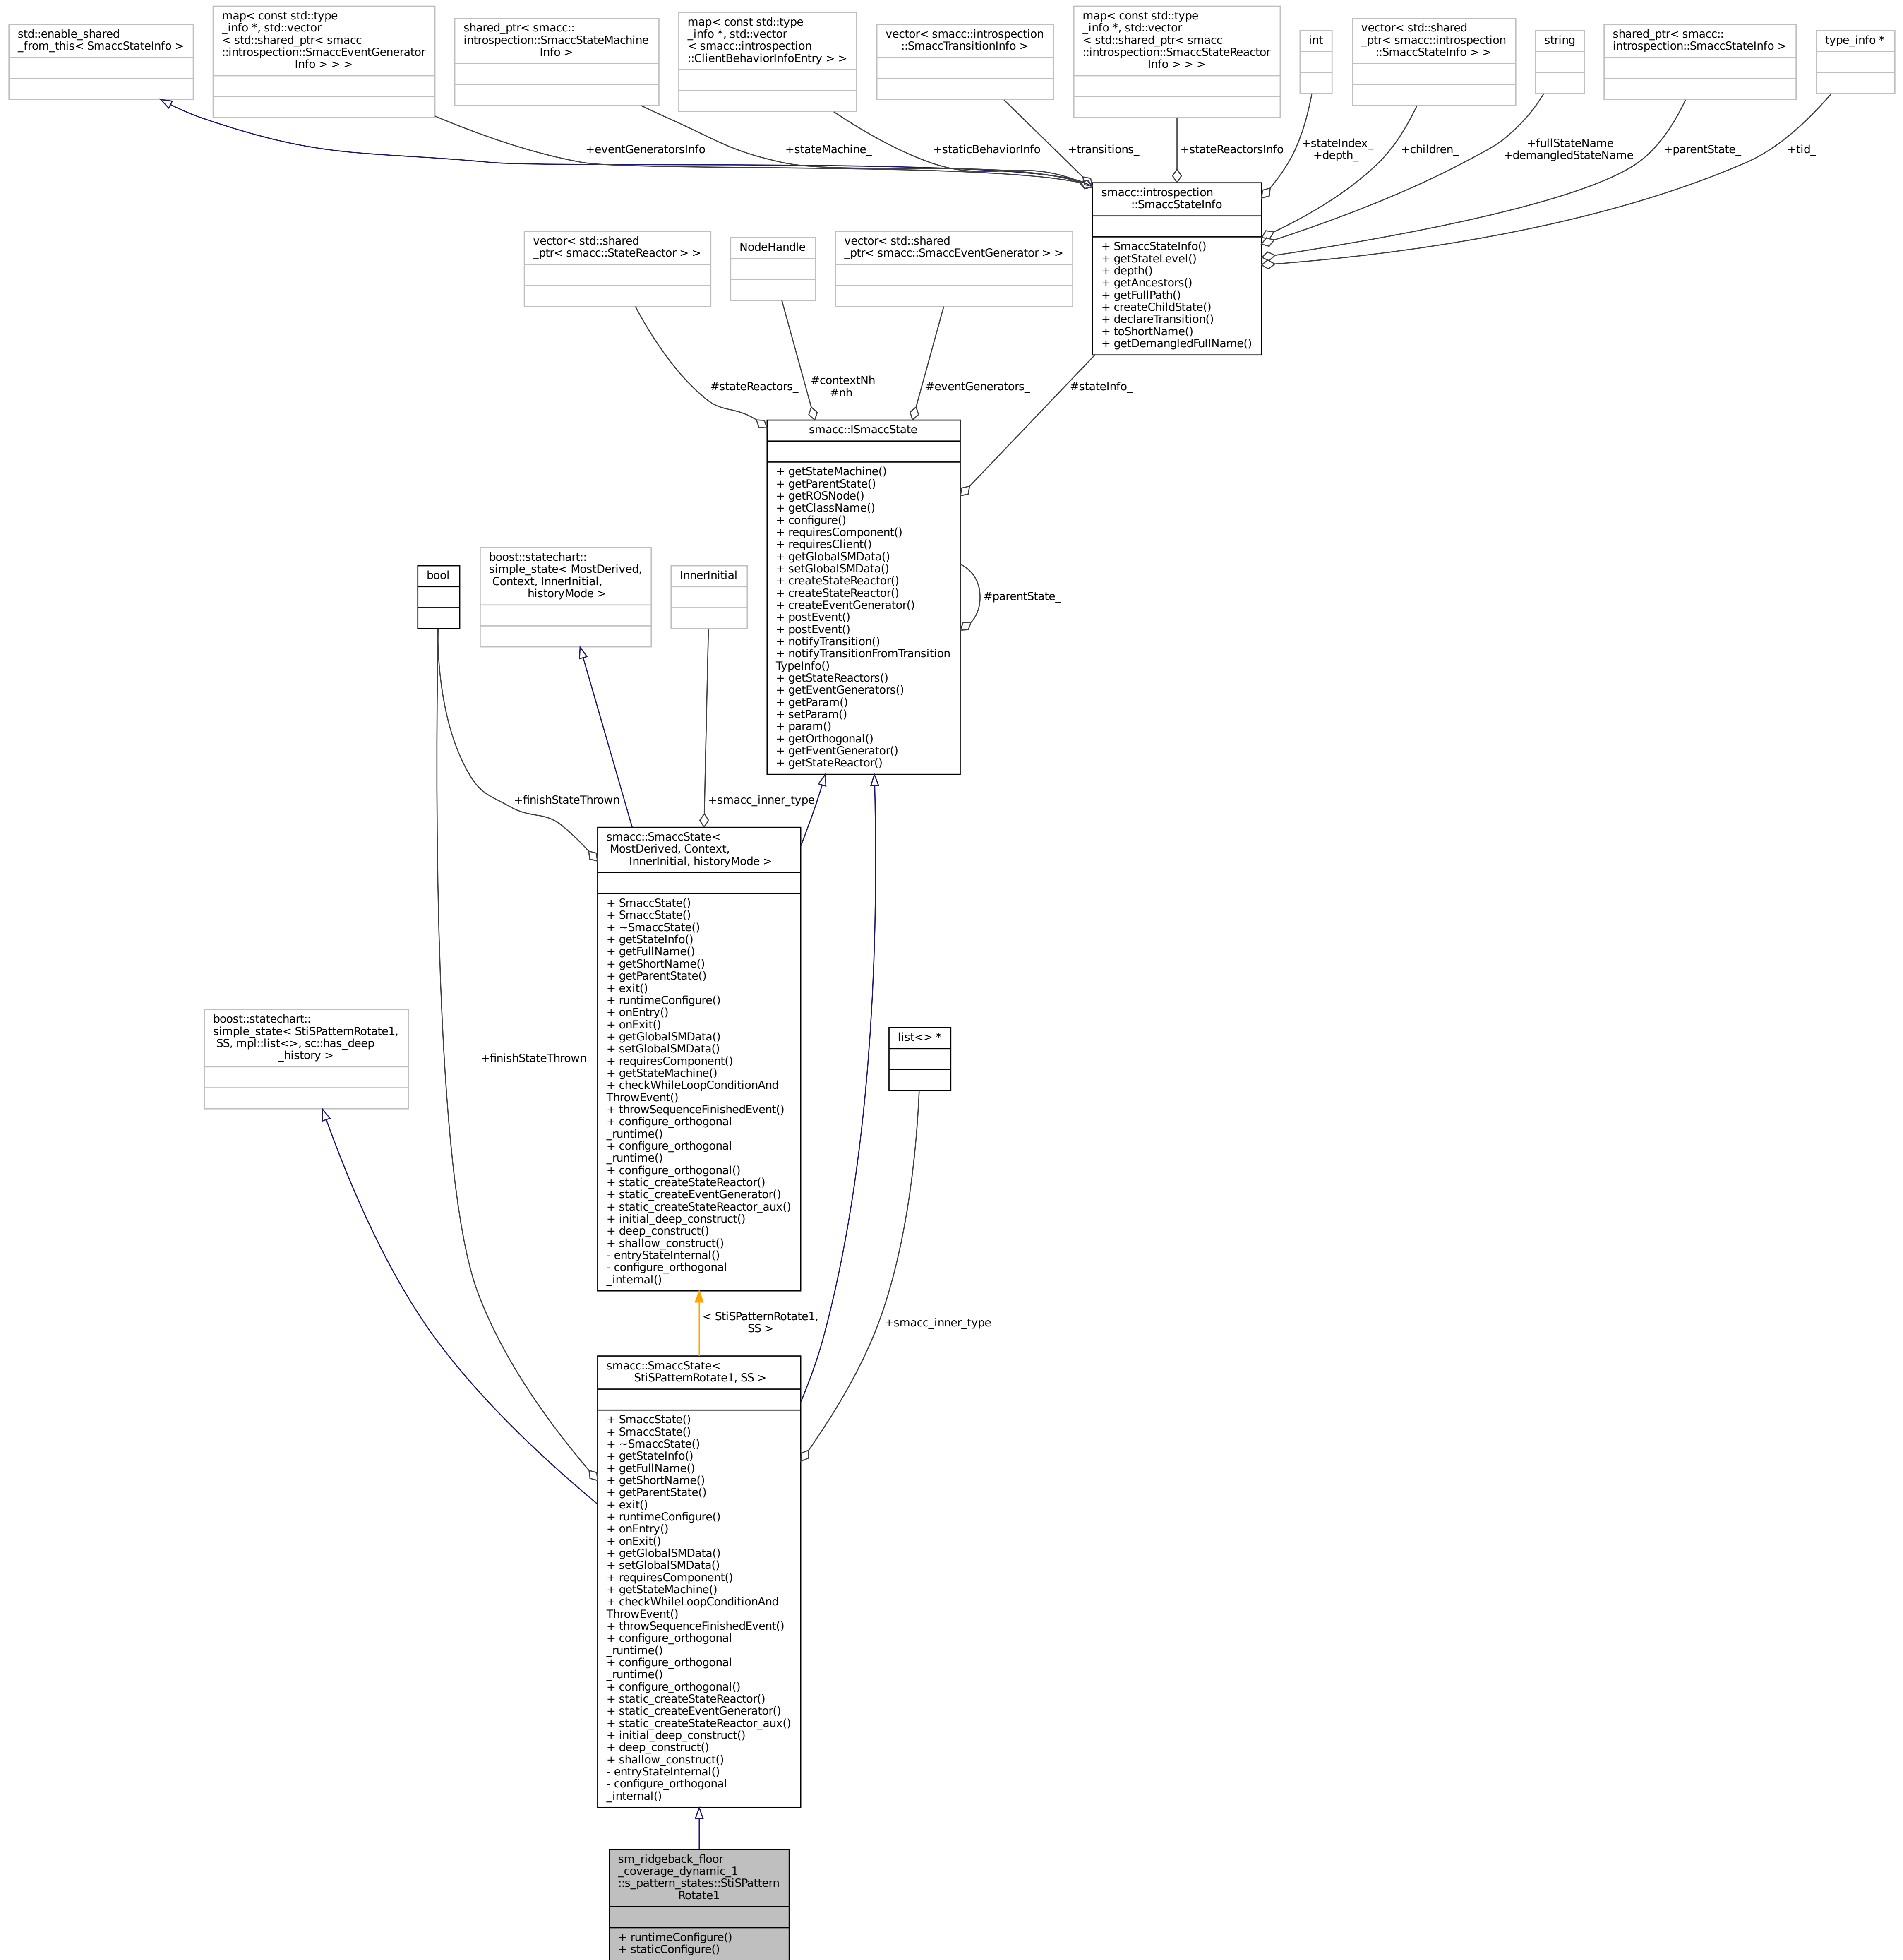 std::enable_shared
_from_this< SmaccStateInfo >
map< const std::type
_info *, std::vector
< std::shared_ptr< smacc
::introspection::SmaccEventGenerator
Info > > >
shared_ptr< smacc::
introspection::SmaccStateMachine
Info >
map< const std::type
_info *, std::vector
< smacc::introspection
::ClientBehaviorInfoEntry > >
vector< smacc::introspection
::SmaccTransitionInfo >
map< const std::type
_info *, std::vector
< std::shared_ptr< smacc
::introspection::SmaccStateReactor
Info > > >
int
vector< std::shared
_ptr< smacc::introspection
::SmaccStateInfo > >
string
shared_ptr< smacc::
introspection::SmaccStateInfo >
type_info *
+eventGeneratorsInfo
+stateMachine_
+staticBehaviorInfo
+transitions_
+stateReactorsInfo
+stateIndex_
+depth_
+children_
+fullStateName
+demangledStateName
+parentState_
+tid_
smacc::introspection
::SmaccStateInfo
+ SmaccStateInfo()
+ getStateLevel()
+ depth()
+ getAncestors()
+ getFullPath()
+ createChildState()
+ declareTransition()
+ toShortName()
+ getDemangledFullName()
vector< std::shared
_ptr< smacc::StateReactor > >
NodeHandle
vector< std::shared
_ptr< smacc::SmaccEventGenerator > >
#stateReactors_
#contextNh
#nh
#eventGenerators_
#stateInfo_
smacc::ISmaccState
+ getStateMachine()
+ getParentState()
+ getROSNode()
+ getClassName()
+ configure()
+ requiresComponent()
+ requiresClient()
+ getGlobalSMData()
+ setGlobalSMData()
+ createStateReactor()
+ createStateReactor()
+ createEventGenerator()
+ postEvent()
+ postEvent()
+ notifyTransition()
+ notifyTransitionFromTransition
TypeInfo()
+ getStateReactors()
+ getEventGenerators()
+ getParam()
+ setParam()
+ param()
+ getOrthogonal()
+ getEventGenerator()
+ getStateReactor()
#parentState_
bool
boost::statechart::
simple_state< MostDerived,
Context, InnerInitial,
historyMode >
InnerInitial
+finishStateThrown
+smacc_inner_type
smacc::SmaccState<
MostDerived, Context,
InnerInitial, historyMode >
+ SmaccState()
+ SmaccState()
+ ~SmaccState()
+ getStateInfo()
+ getFullName()
+ getShortName()
+ getParentState()
+ exit()
+ runtimeConfigure()
+ onEntry()
+ onExit()
+ getGlobalSMData()
+ setGlobalSMData()
+ requiresComponent()
+ getStateMachine()
+ checkWhileLoopConditionAnd
ThrowEvent()
+ throwSequenceFinishedEvent()
+ configure_orthogonal
_runtime()
+ configure_orthogonal
_runtime()
+ configure_orthogonal()
+ static_createStateReactor()
+ static_createEventGenerator()
+ static_createStateReactor_aux()
+ initial_deep_construct()
+ deep_construct()
+ shallow_construct()
- entryStateInternal()
- configure_orthogonal
_internal()
boost::statechart::
simple_state< StiSPatternRotate1,
SS, mpl::list<>, sc::has_deep
_history >
+finishStateThrown
list<> *
< StiSPatternRotate1,
SS >
+smacc_inner_type
smacc::SmaccState<
StiSPatternRotate1, SS >
+ SmaccState()
+ SmaccState()
+ ~SmaccState()
+ getStateInfo()
+ getFullName()
+ getShortName()
+ getParentState()
+ exit()
+ runtimeConfigure()
+ onEntry()
+ onExit()
+ getGlobalSMData()
+ setGlobalSMData()
+ requiresComponent()
+ getStateMachine()
+ checkWhileLoopConditionAnd
ThrowEvent()
+ throwSequenceFinishedEvent()
+ configure_orthogonal
_runtime()
+ configure_orthogonal
_runtime()
+ configure_orthogonal()
+ static_createStateReactor()
+ static_createEventGenerator()
+ static_createStateReactor_aux()
+ initial_deep_construct()
+ deep_construct()
+ shallow_construct()
- entryStateInternal()
- configure_orthogonal
_internal()
sm_ridgeback_floor
_coverage_dynamic_1
::s_pattern_states::StiSPattern
Rotate1
+ runtimeConfigure()
+ staticConfigure()